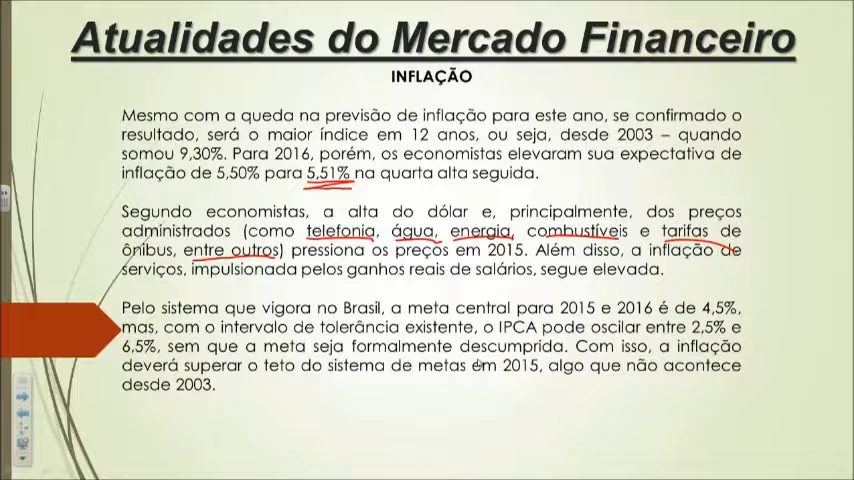 Atualidades do Mercado Financeiro
INFLAÇÃO
Mesmo com a queda na previsão de inflação para este ano, se confirmado o
resultado, será o maior índice em 12 anos, ou seja, desde 2003 – quando
somou 9,30%. Para 2016, porém, os economistas elevaram sua expectativa de
inflação de 5,50% para 5,51% na quarta alta seguida.
Segundo economistas, a alta do dólar e, principalmente, dos preços
administrados (como telefonia, água, energia, combustíveis e tarifas de
ônibus, entre outros) pressiona os preços em 2015. Além disso, a inflação de
serviços, impulsionada pelos ganhos reais de salários, segue elevada.
Pelo sistema que vigora no Brasil, a meta central para 2015 e 2016 é de 4,5%,
mas, com o intervalo de tolerância existente, o IPCA pode oscilar entre 2,5% e
6,5%, sem que a meta seja formalmente descumprida. Com isso, a inflação
deverá superar o teto do sistema de metas em 2015, algo que não acontece
desde 2003.